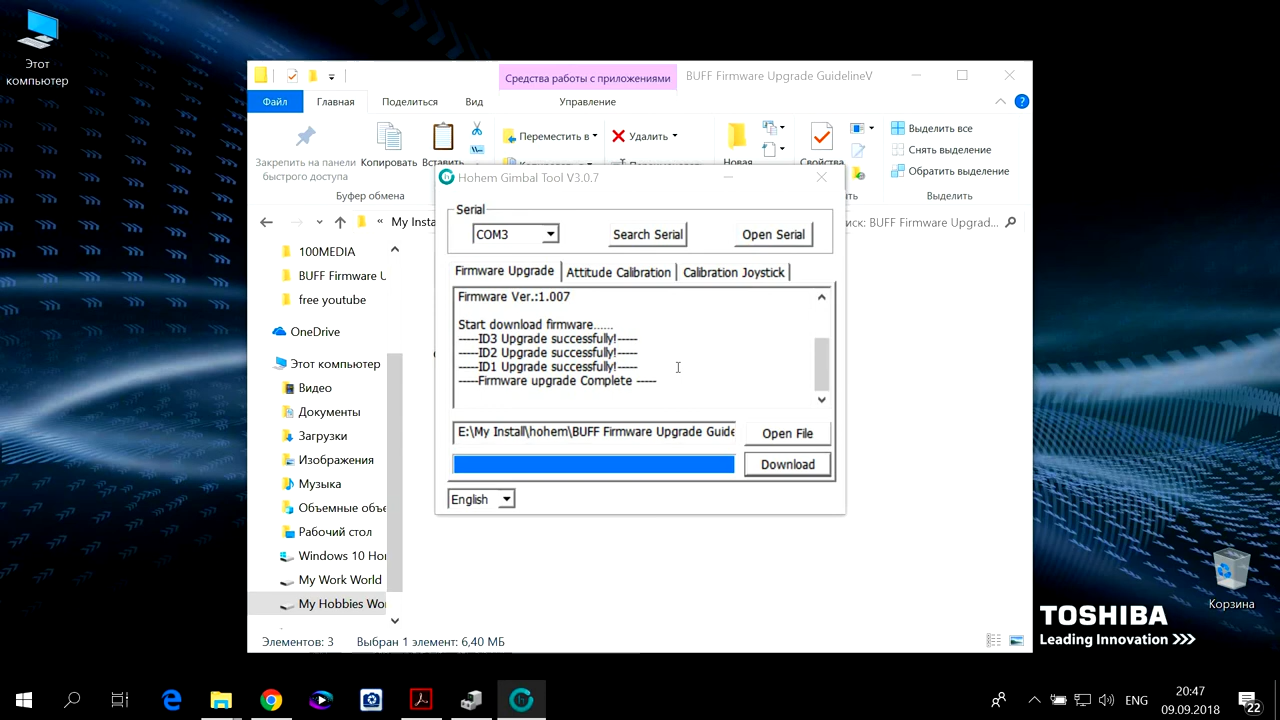 Этот
компьютер
Средства работы с приложениями
BUFF Firmware Upgrade GuidelineV
Файл
Главная
Поделиться
Вид
Управление
Закрепить на панели
быстрого доступа
Копировать
Вставить
Переместить в
Удалить
Новая
Свойства
Выделить все
Снять выделение
Обратить выделение
Буфер обмена
Выделить
My Insta
иск: BUFF Firmware Upgrad...
100MEDIA
BUFF Firmware U
free youtube
OneDrive
Этот компьютер
Видео
Документы
Загрузки
Изображения
Музыка
Объемные объе
Рабочий стол
Windows 10 Hor
My Work World
My Hobbies Wor
Элементов: 3
Выбран 1 элемент: 6,40 МБ
Hohem Gimbal Tool V3.0.7
Serial
COM3
Search Serial
Open Serial
Firmware Upgrade
Attitude Calibration
Calibration Joystick
Firmware Ver.:1.007
Start download firmware......
-----ID3 Upgrade successfully!-----
-----ID2 Upgrade successfully!-----
-----ID1 Upgrade successfully!-----
-----Firmware upgrade Complete -----
E:\My Install\hohem\BUFF Firmware Upgrade Guide
Open File
Download
English
Корзина
TOSHIBA
Leading Innovation >>>
ENG
20:47
09.09.2018
22